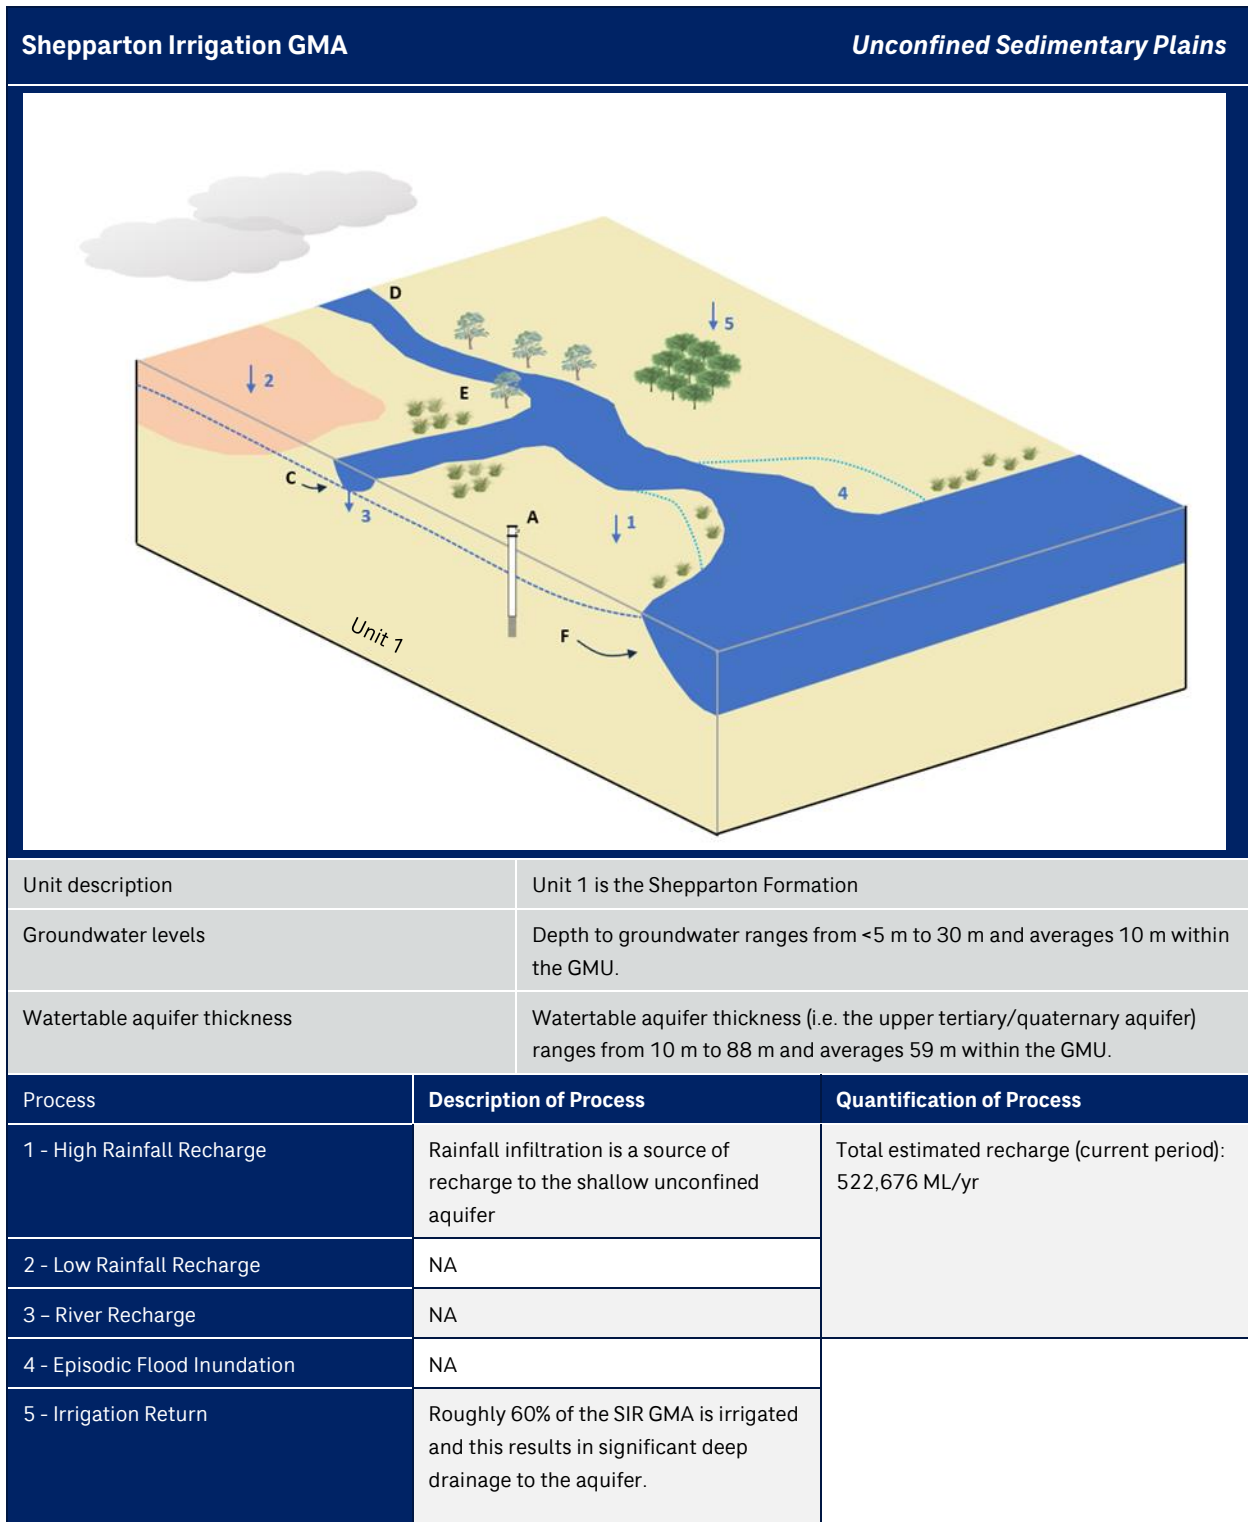 Shepparton Irrigation GMA
Unconfined Sedimentary Plains
D
5
2
E
C
4
3
A
1
F
Unit 1
Unit description
Unit 1 is the Shepparton Formation
Groundwater levels
Depth to groundwater ranges from <5 m to 30 m and averages 10 m within
the GMU.
Watertable aquifer thickness
Watertable aquifer thickness (i.e. the upper tertiary/quaternary aquifer)
ranges from 10 m to 88 m and averages 59 m within the GMU.
Process
Description of Process
Quantification of Process
1 - High Rainfall Recharge
Rainfall infiltration is a source of
recharge to the shallow unconfined
aquifer
Total estimated recharge (current period):
522,676 ML/yr
2 - Low Rainfall Recharge
NA
3 – River Recharge
NA
4 - Episodic Flood Inundation
NA
5 - Irrigation Return
Roughly 60% of the SIR GMA is irrigated
and this results in significant deep
drainage to the aquifer.